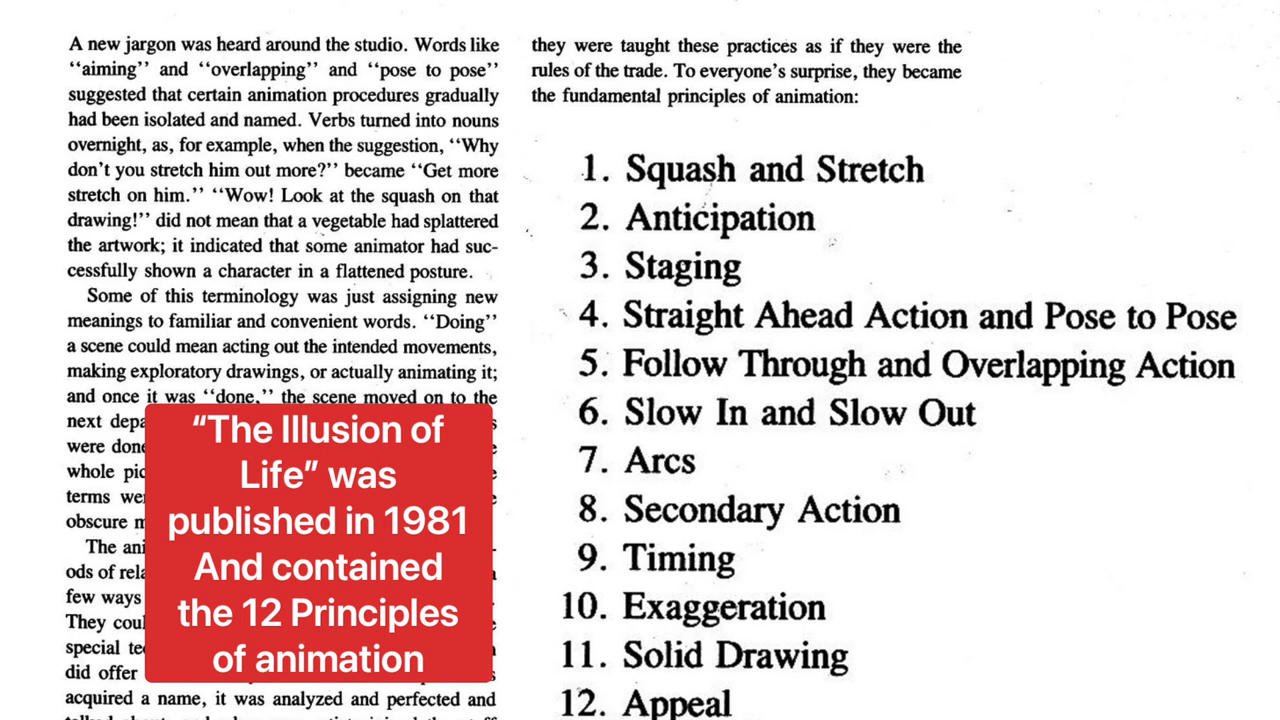 A new jargon was heard around the studio. Words like
‘‘aiming’’ and ‘‘overlapping’’ and ‘‘pose to pose’’
suggested that certain animation procedures gradually
had been isolated and named. Verbs turned into nouns
overnight, as, for example, when the suggestion, ‘‘Why
don’t you stretch him out more?’’ became ‘‘Get more
stretch on him.’’ ‘‘Wow! Look at the squash on that
drawing!’’ did not mean that a vegetable had splattered
the artwork; it indicated that some animator had suc-
cessfully shown a character in a flattened posture.
Some of this terminology was just assigning new
meanings to familiar and convenient words. ‘‘Doing’’
a scene could mean acting out the intended movements,
making exploratory drawings, or actually animating it;
and once it was ‘‘done,’’ the scene moved on to the
next
were
whole
terms
obscure
The
ods of
few ways
They
special
did offer
acquired a name, it was analyzed and perfected and
“The Illusion of
Life” was
published in 1981
And contained
the 12 Principles
of animation
they were taught these practices as if they were the
rules of the trade. To everyone’s surprise, they became
the fundamental principles of animation:
1. Squash and Stretch
2. Anticipation
3. Staging
4. Straight Ahead Action and Pose to Pose
5. Follow Through and Overlapping Action
6. Slow In and Slow Out
7. Arcs
8. Secondary Action
9. Timing
10. Exaggeration
11. Solid Drawing
12. Appeal